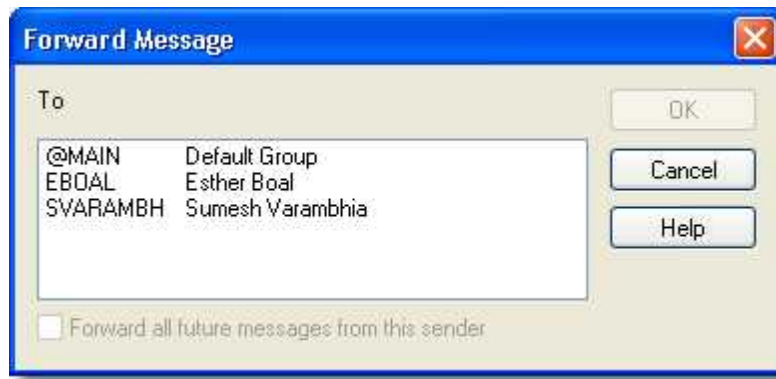 Forward Message
To
@MAIN Default Group
EBOAL Esther Boal
SVARAMBH Sumesh Varambhia
OK
Cancel
Help
Forward all future messages from this sender